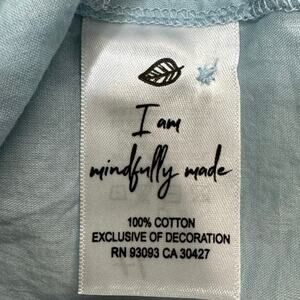 I am
mindfully made
100% COTTON
EXCLUSIVE OF DECORATION
RN 93093 CA 30427